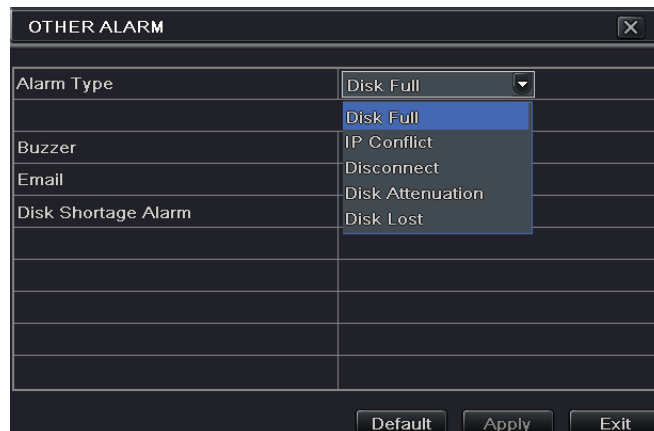 OTHER ALARM
Alarm Type Disk Full
Disk Full
Buzzer IP Conflict
Disconnect
Email
Disk Attenuation
Disk Shortage Alarm Disk Lost
Default Apply Exit